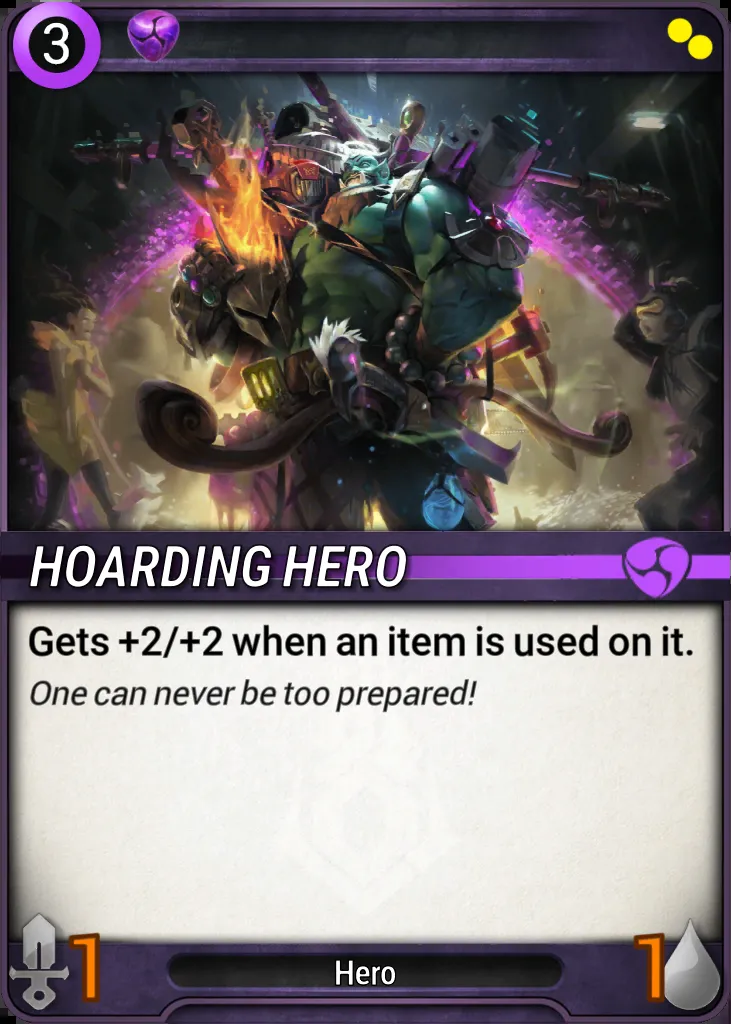 3
HOARDING HERO
Gets +2/+2 when an item is used on it.
One can never be too prepared!
1
Hero
1